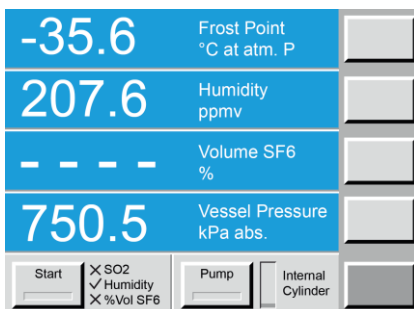 -35.6
Frost Point
°C at atm. P
207.6
Humidity
ppmv
- - - -
Volume SF6
%
750.5
Vessel Pressure
kPa abs.
Start
✕ SO2
✓ Humidity
✕ %Vol SF6
Pump
Internal
Cylinder